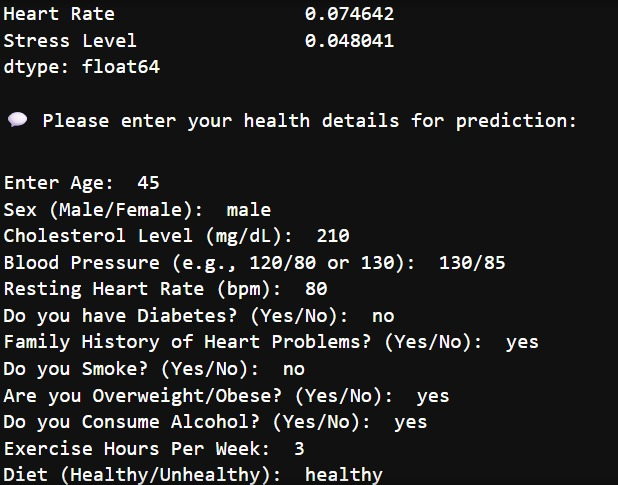 Heart Rate                 0.074642
Stress Level               0.048041
dtype: float64
💬 Please enter your health details for prediction:
Enter Age:  45
Sex (Male/Female):  male
Cholesterol Level (mg/dL):  210
Blood Pressure (e.g., 120/80 or 130):  130/85
Resting Heart Rate (bpm):  80
Do you have Diabetes? (Yes/No):  no
Family History of Heart Problems? (Yes/No):  yes
Do you Smoke? (Yes/No):  no
Are you Overweight/Obese? (Yes/No):  yes
Do you Consume Alcohol? (Yes/No):  yes
Exercise Hours Per Week:  3
Diet (Healthy/Unhealthy):  healthy